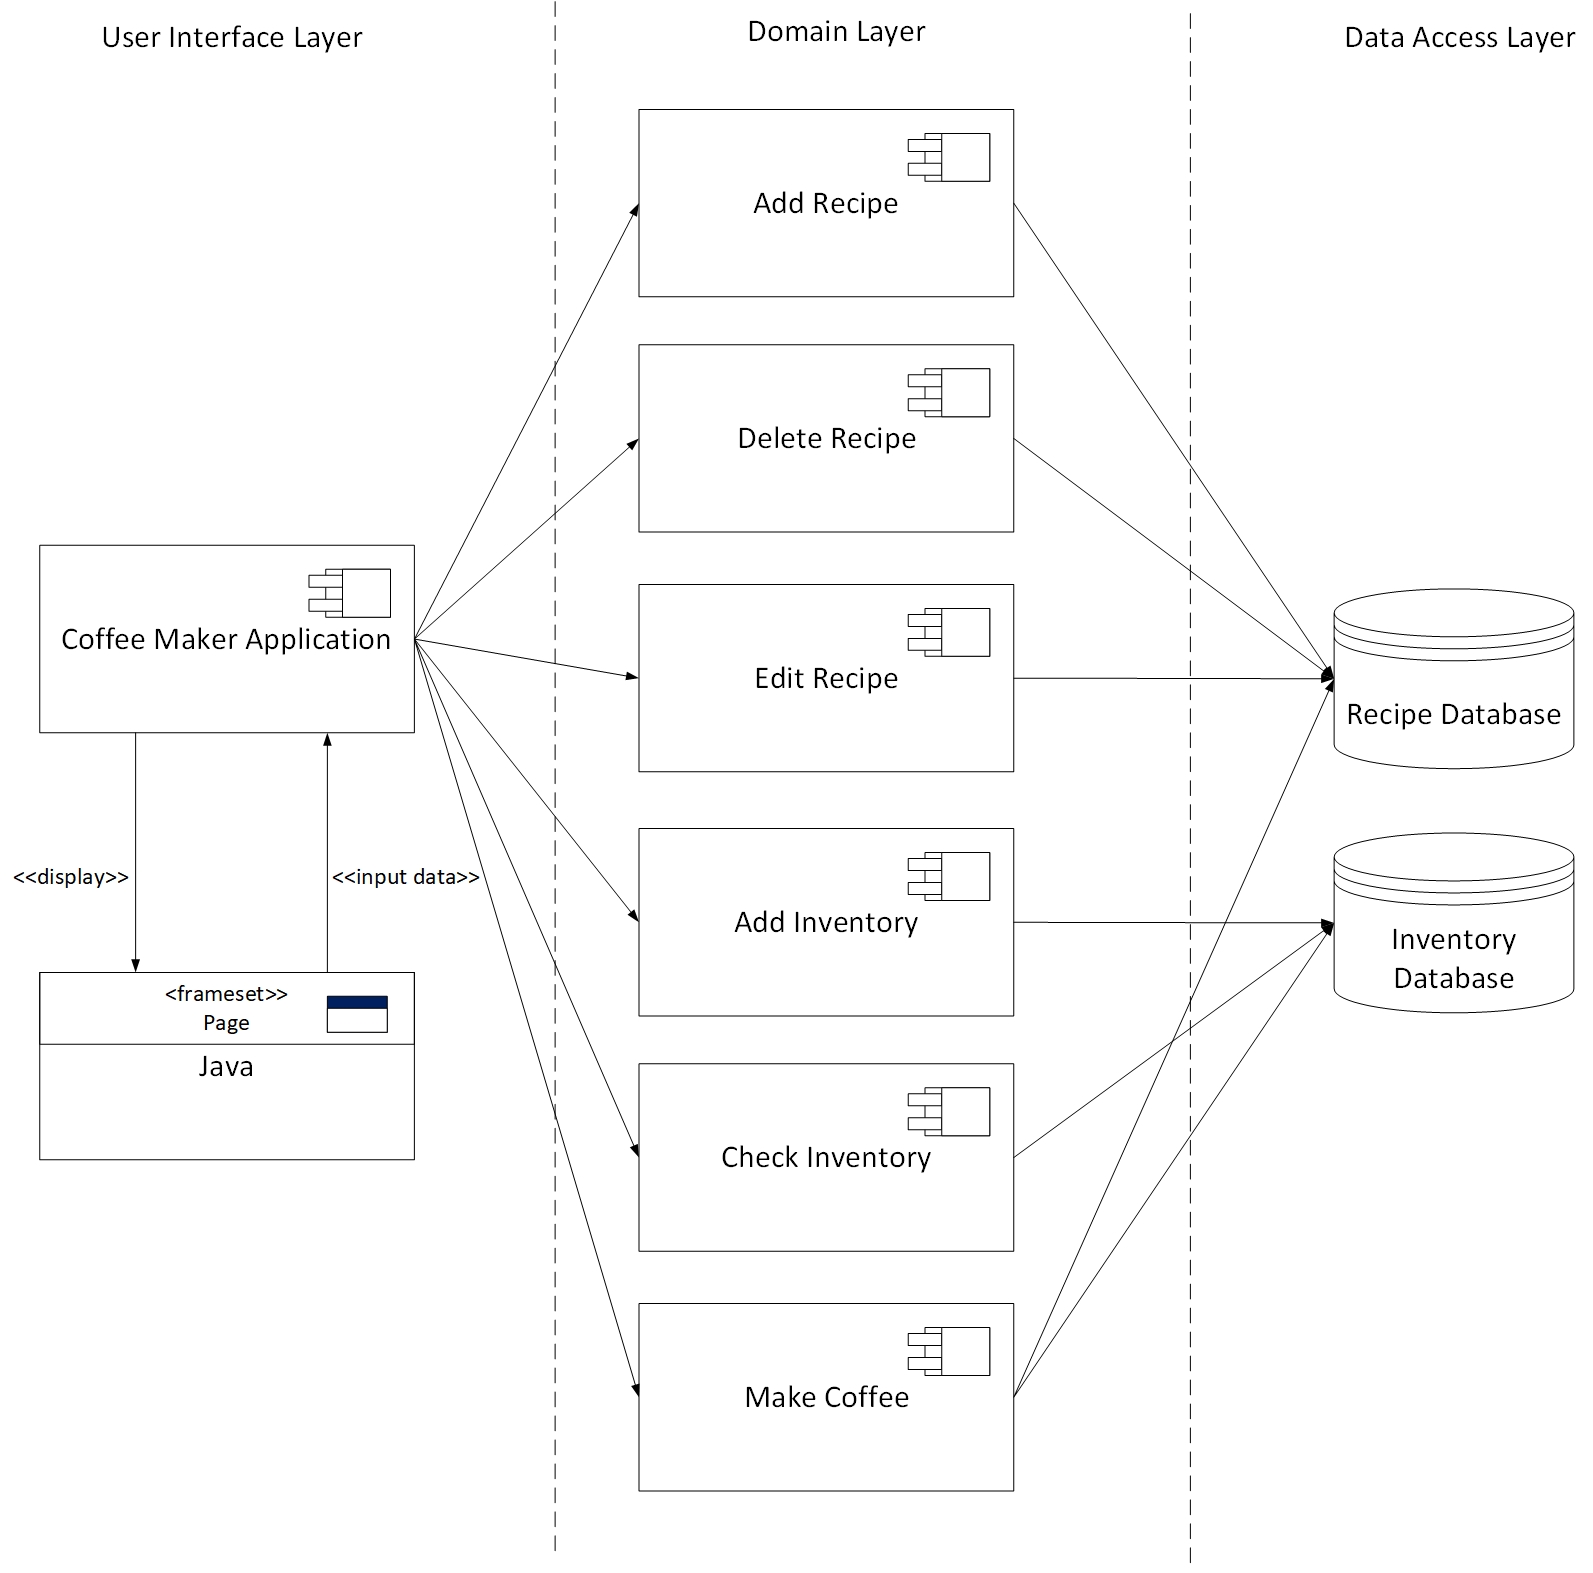 User Interface Layer
Domain Layer
Data Access Layer
Add Recipe
Delete Recipe
Coffee Maker Application
Edit Recipe
Recipe Database
<<display>>
<<input data>>
Add Inventory
Inventory
Database
<frameset>>
Page
Java
Check Inventory
Make Coffee